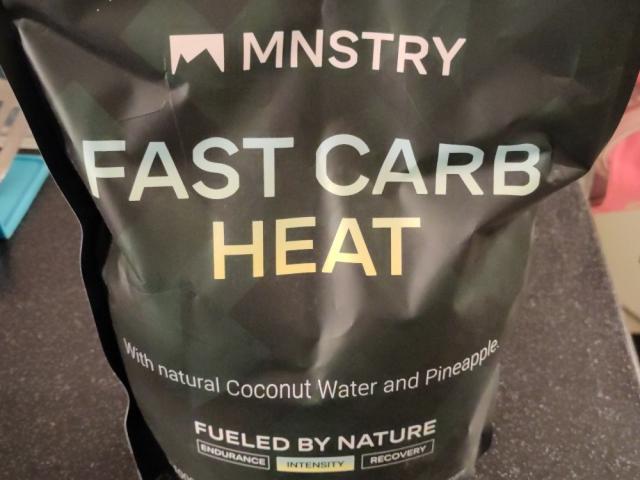 MNSTRY
FAST CARB
HEAT
With natural Coconut Water and Pineapple.
FUELED BY NATURE
ENDURANCE INTENSITY RECOVERY